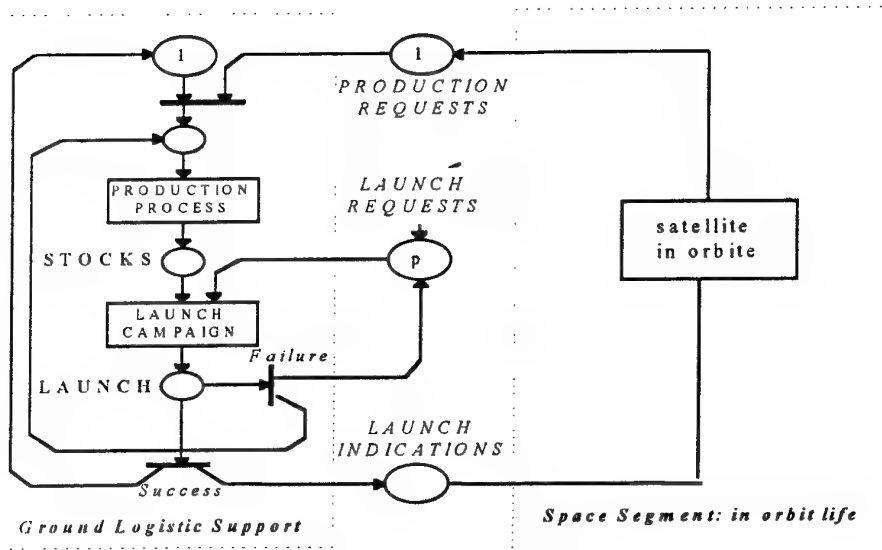 1
1
PRODUCTION
REQUESTS
PRODUCTION
PROCESS
LAUNCH
REQUESTS
STOCKS
p
satellite
in orbite
LAUNCH
CAMPAIGN
Failure
LAUNCH
LAUNCH
INDICATIONS
Success
Ground Logistic Support
Space Segment: in orbit life